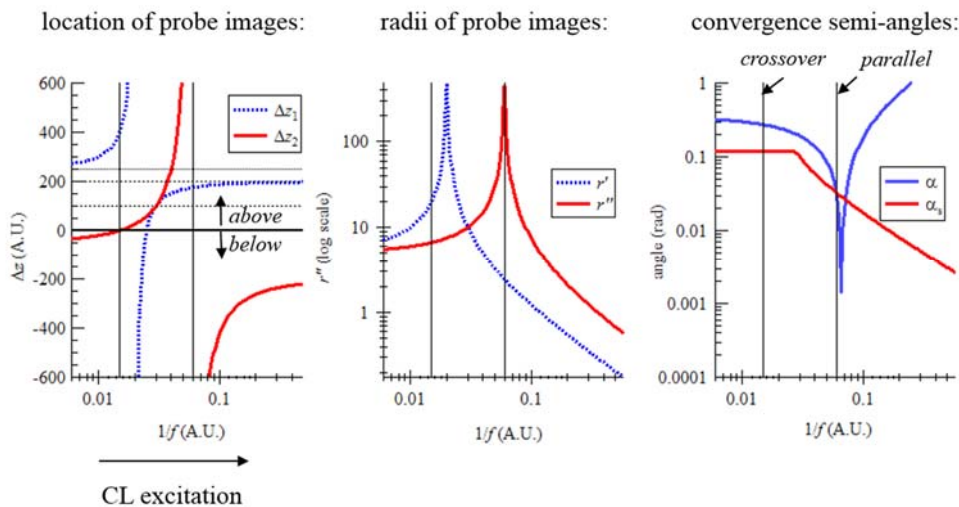 location of probe images:
600
400
200
0
-200
-400
-600
Δz (A.U.)
Δz₁
Δz₂
above
below
0.01
0.1
1/f (A.U.)
CL excitation
radii of probe images:
100
10
1
r'' (log scale)
r'
r''
0.01
0.1
1/f (A.U.)
convergence semi-angles:
crossover
parallel
1
0.1
0.01
0.001
0.0001
angle (rad)
α
αₛ
0.01
0.1
1/f (A.U.)